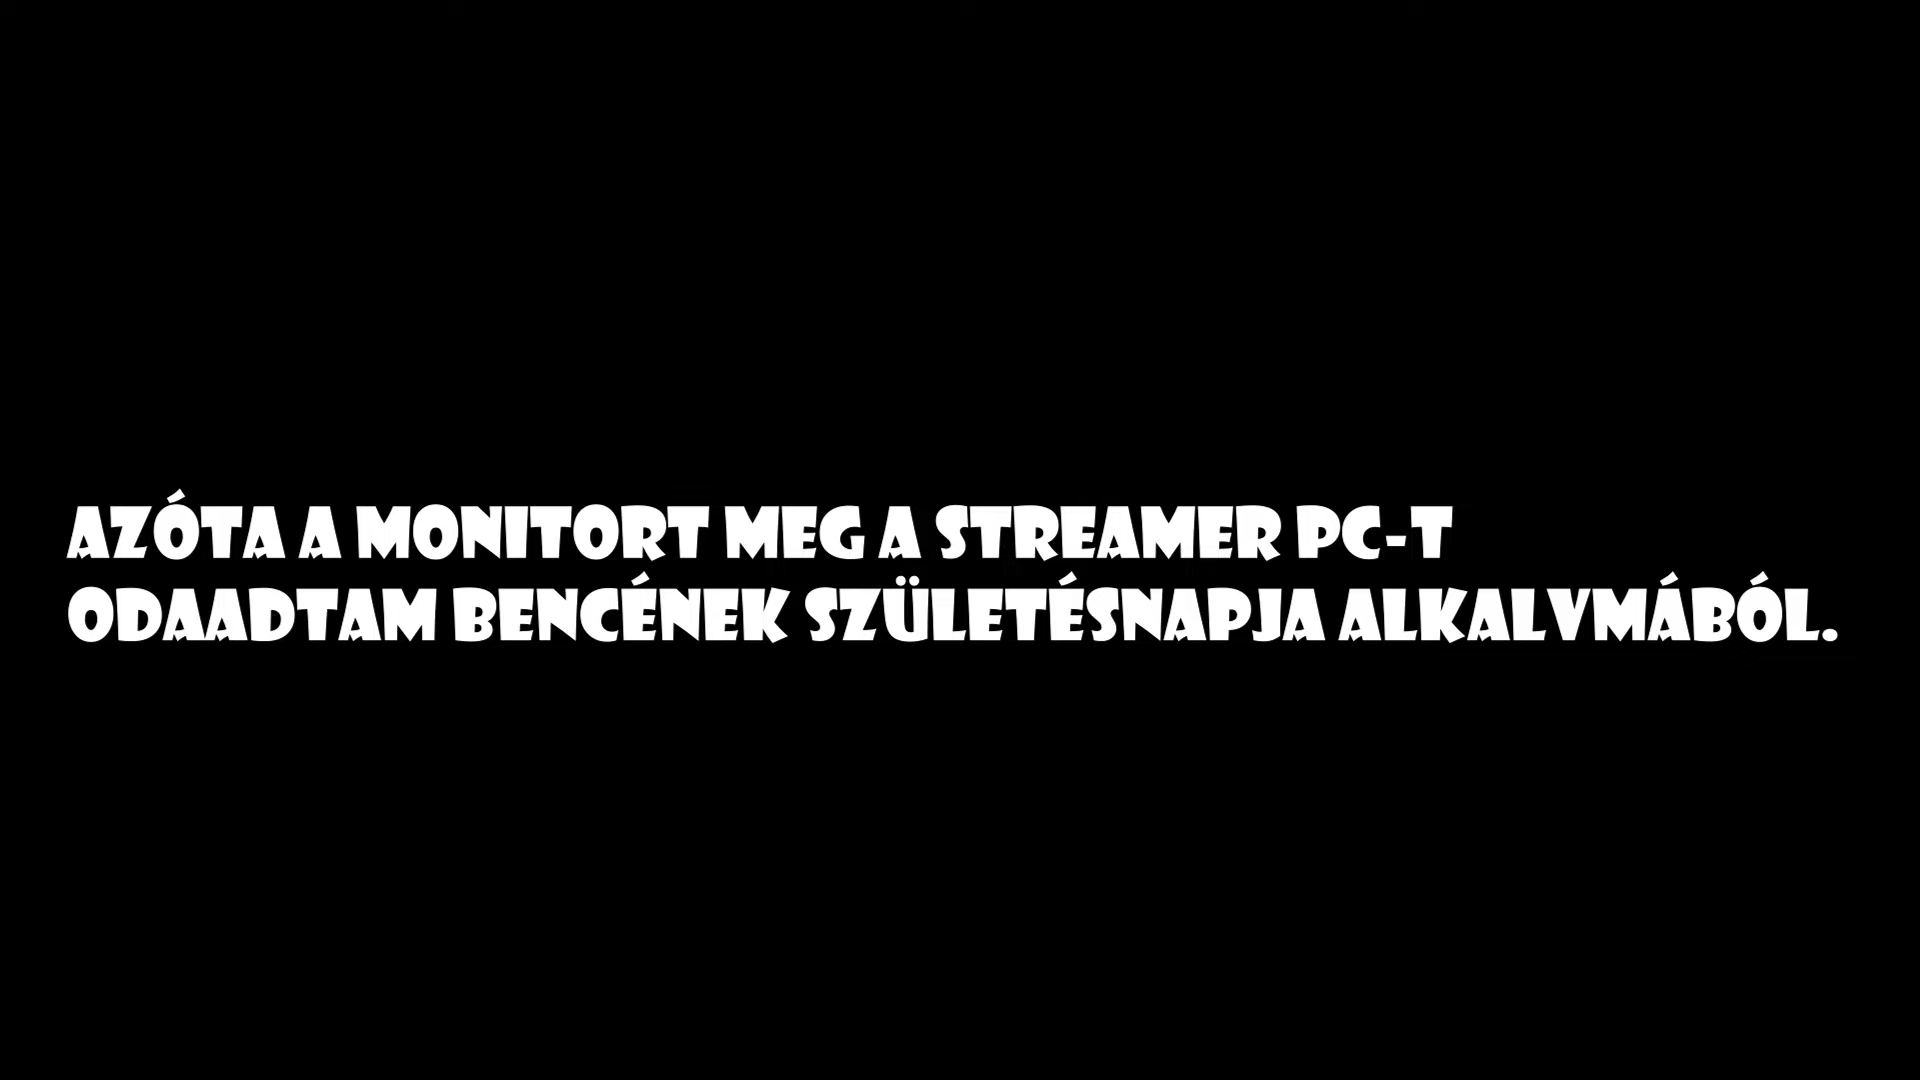 AZÓTA A MONITORT MEG A STREAMER PC-T
ODAADTAM BENCÉNEK SZÜLETÉSNAPJA ALKALVMÁBÓL.